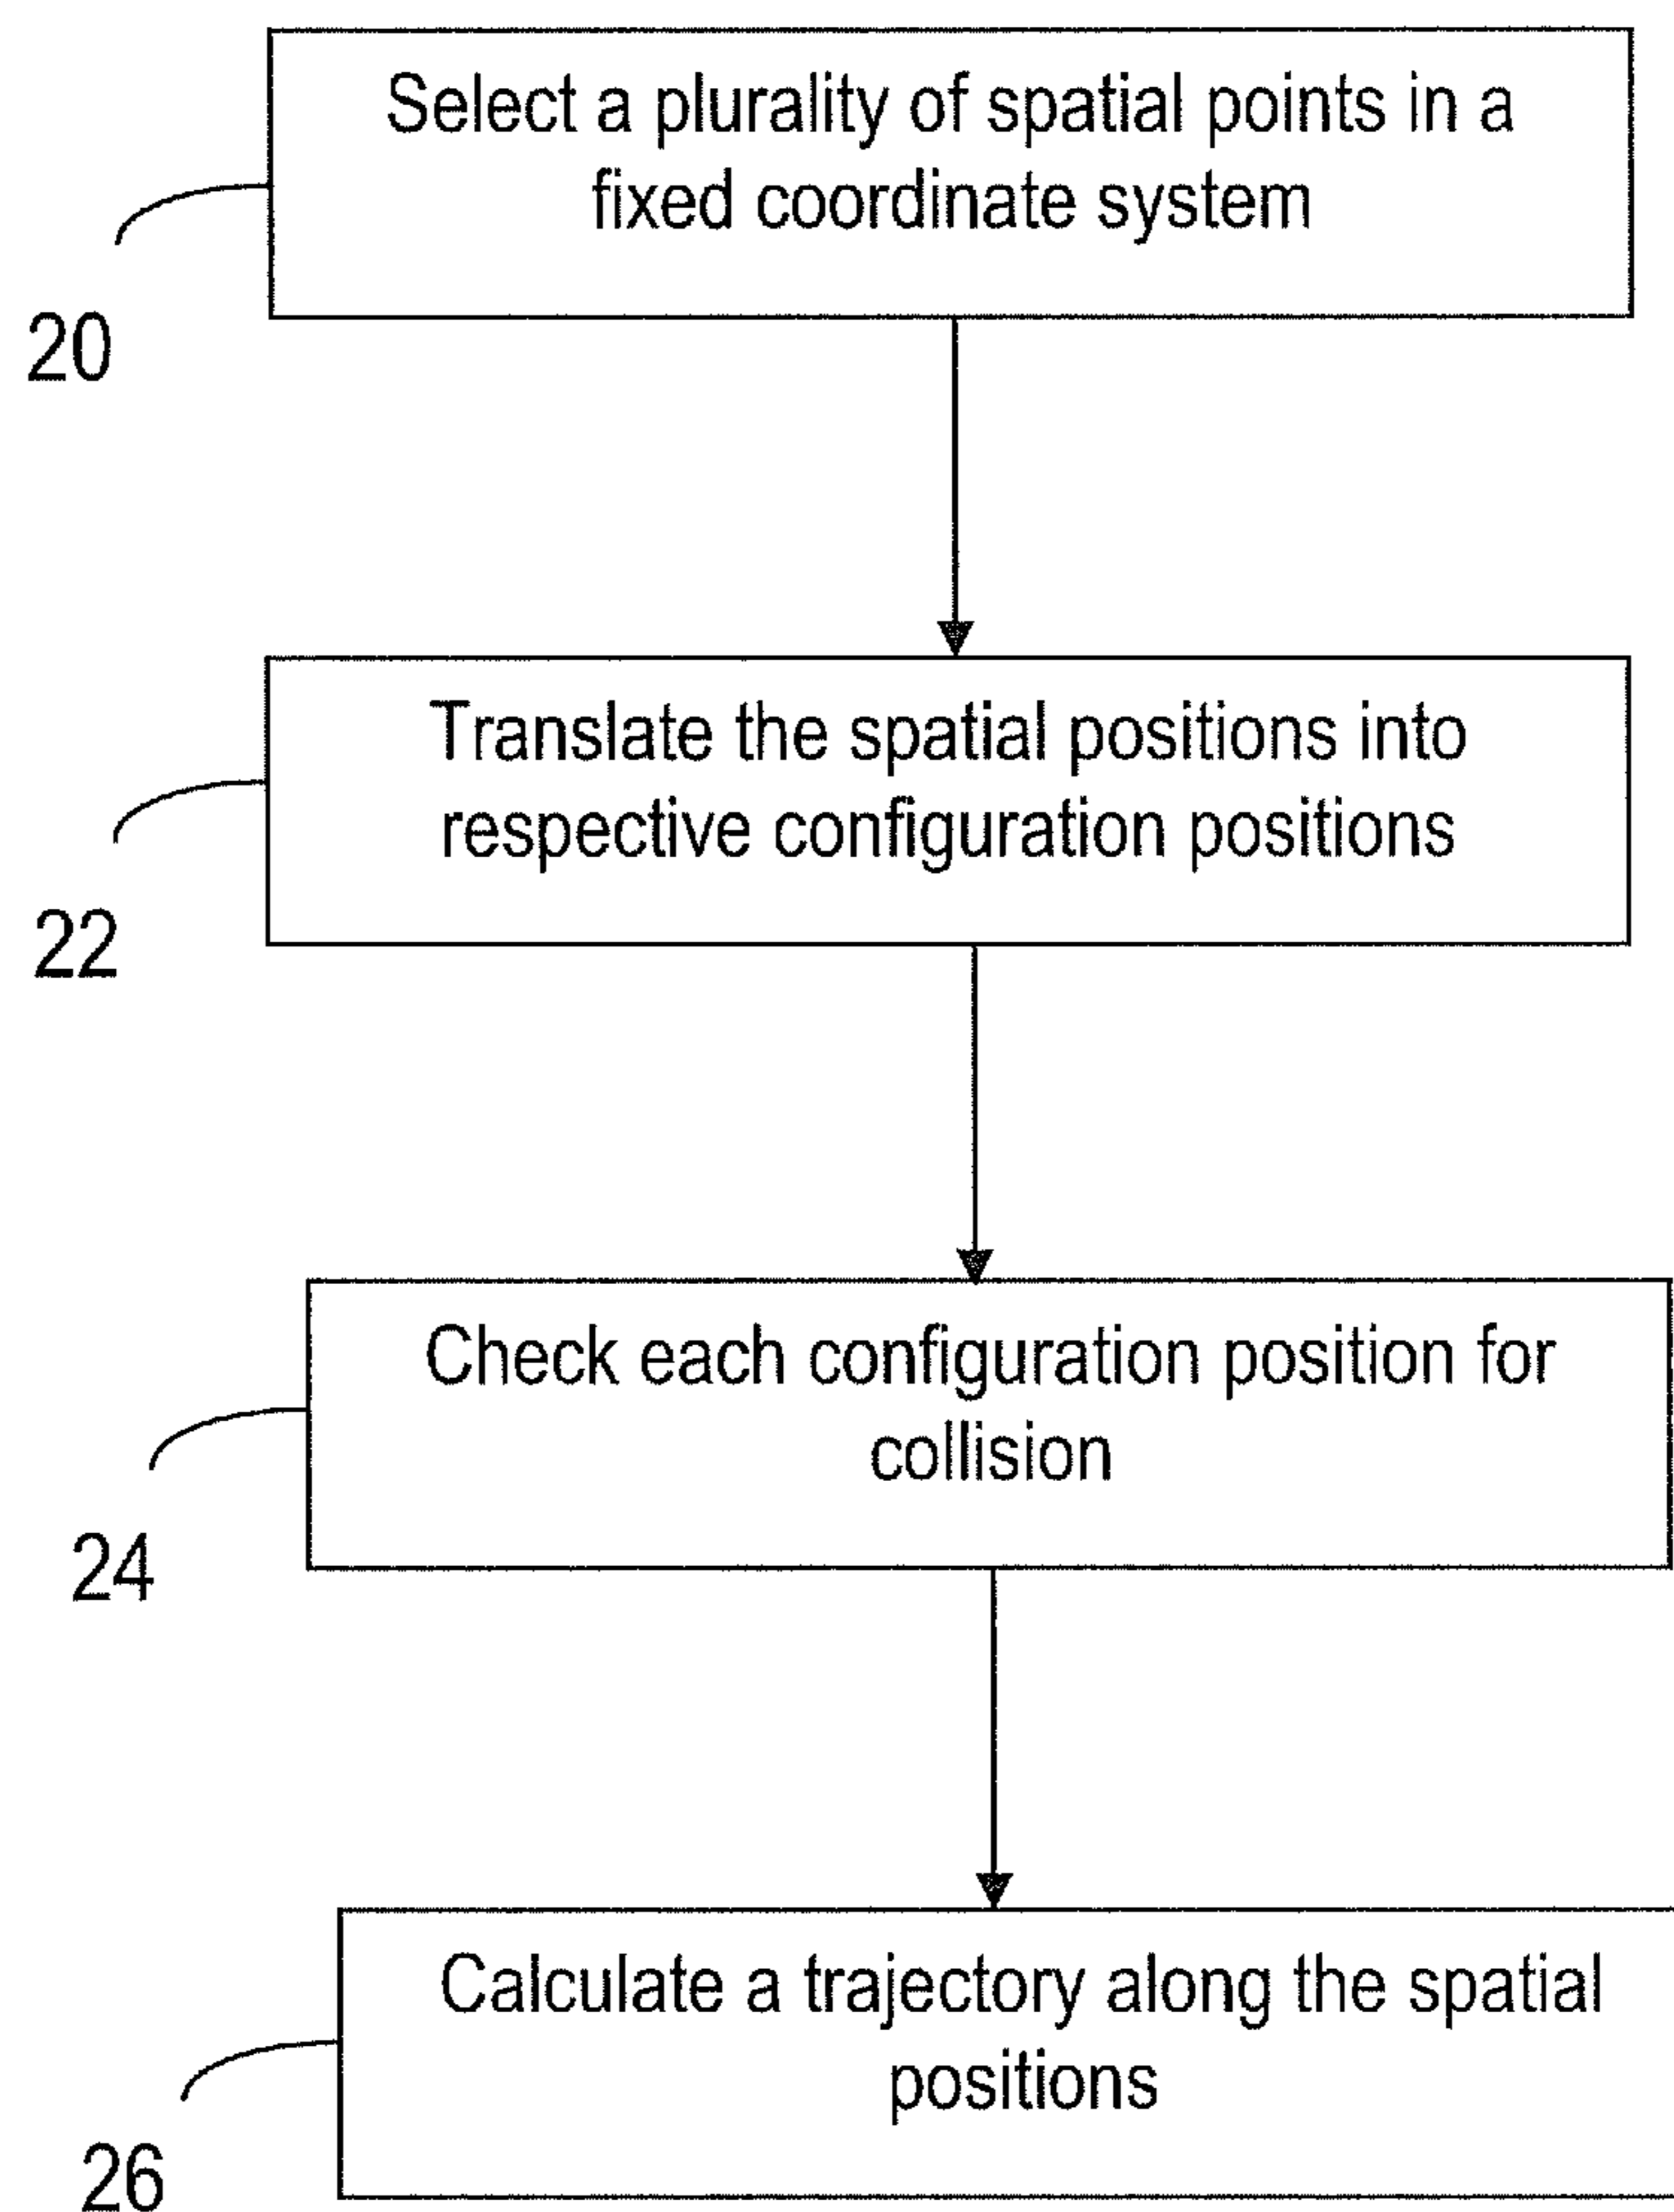 Select a plurality of spatial points in a
fixed coordinate system
20
Translate the spatial positions into
respective configuration positions
22
Check each configuration position for
collision
24
Calculate a trajectory along the spatial
positions
26